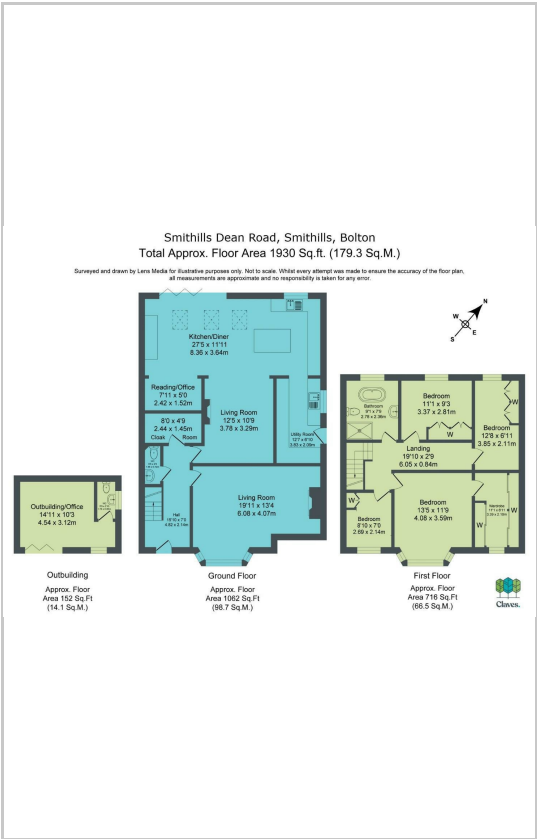 Smithills Dean Road, Smithills, Bolton
Total Approx. Floor Area 1930 Sq.ft. (179.3 Sq.M.)
Surveyed and drawn by Lens Media for illustrative purposes only. Not to scale. Whilst every attempt was made to ensure the accuracy of the floor plan,
all measurements are approximate and no responsibility is taken for any error.
N
W
E
S
Kitchen/Diner
27'5 x 11'11
8.36 x 3.64m
Reading/Office
7'11 x 5'0
2.42 x 1.52m
8'0 x 4'9
2.44 x 1.45m
Cloak Room
Living Room
12'5 x 10'9
3.78 x 3.29m
Utility Room
12'7 x 6'10
Hall
Living Room
19'11 x 13'4
6.08 x 4.07m
Outbuilding/Office
14'11 x 10'3
4.54 x 3.12m
Bathroom
Bedroom
11'1 x 9'3
3.37 x 2.81m
W
W
Bedroom
12'8 x 6'11
3.85 x 2.11m
Landing
19'10 x 2'9
6.05 x 0.84m
W
Bedroom
8'10 x 7'0
2.69 x 2.14m
Bedroom
13'5 x 11'9
4.08 x 3.59m
Wardrobe
W
W
Outbuilding
Approx. Floor
Area 152 Sq.Ft
(14.1 Sq.M.)
Ground Floor
Approx. Floor
Area 1062 Sq.Ft
(98.7 Sq.M.)
First Floor
Approx. Floor
Area 716 Sq.Ft
(66.5 Sq.M.)
Claves.